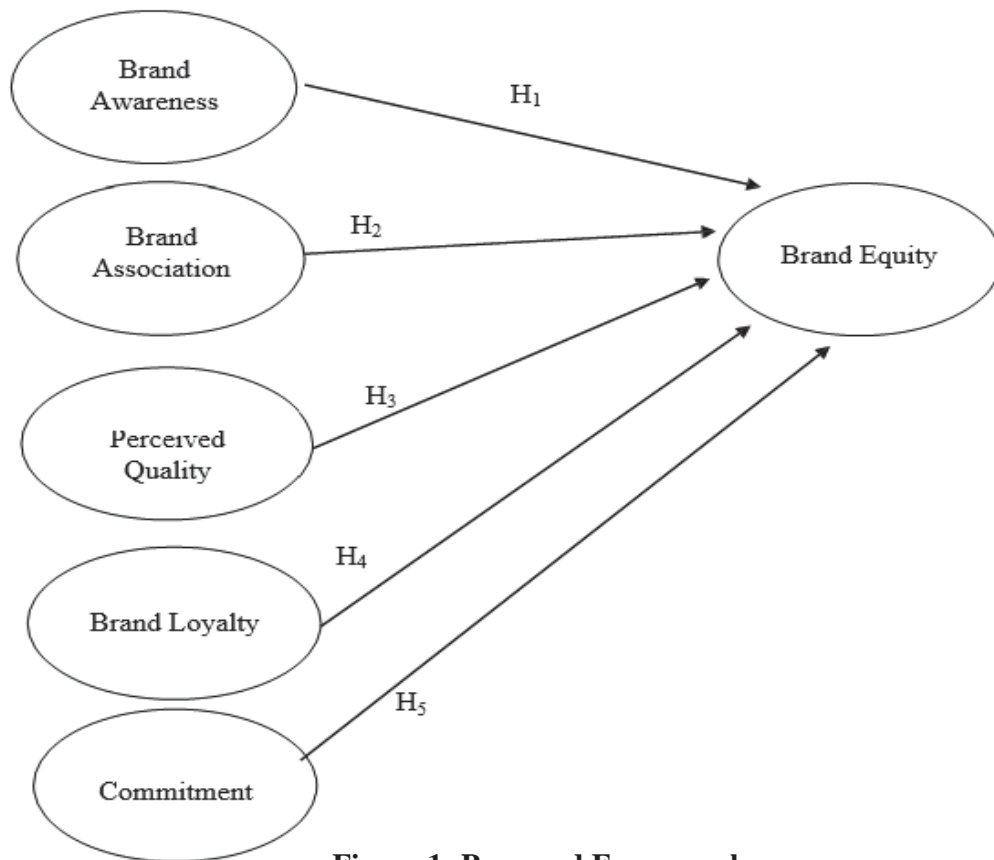 Brand
Awareness
H₁
Brand
Association
H₂
Brand Equity
Perceived
Quality
H₃
Brand Loyalty
H₄
Commitment
H₅
Figure 1: Proposed Framework